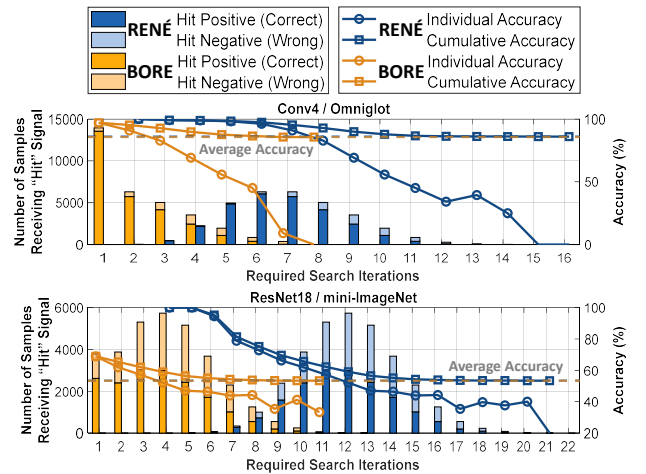 RENÉ
Hit Positive (Correct)
Hit Negative (Wrong)
BORE
Hit Positive (Correct)
Hit Negative (Wrong)
RENÉ
Individual Accuracy
Cumulative Accuracy
BORE
Individual Accuracy
Cumulative Accuracy
Conv4 / Omniglot
Number of Samples
Receiving “Hit” Signal
15000
10000
5000
0
Average Accuracy
100
50
0
Accuracy (%)
1 2 3 4 5 6 7 8 9 10 11 12 13 14 15 16
Required Search Iterations
ResNet18 / mini-ImageNet
Number of Samples
Receiving “Hit” Signal
6000
4000
2000
0
Average Accuracy
100
80
60
40
20
Accuracy (%)
1 2 3 4 5 6 7 8 9 10 11 12 13 14 15 16 17 18 19 20 21 22
Required Search Iterations